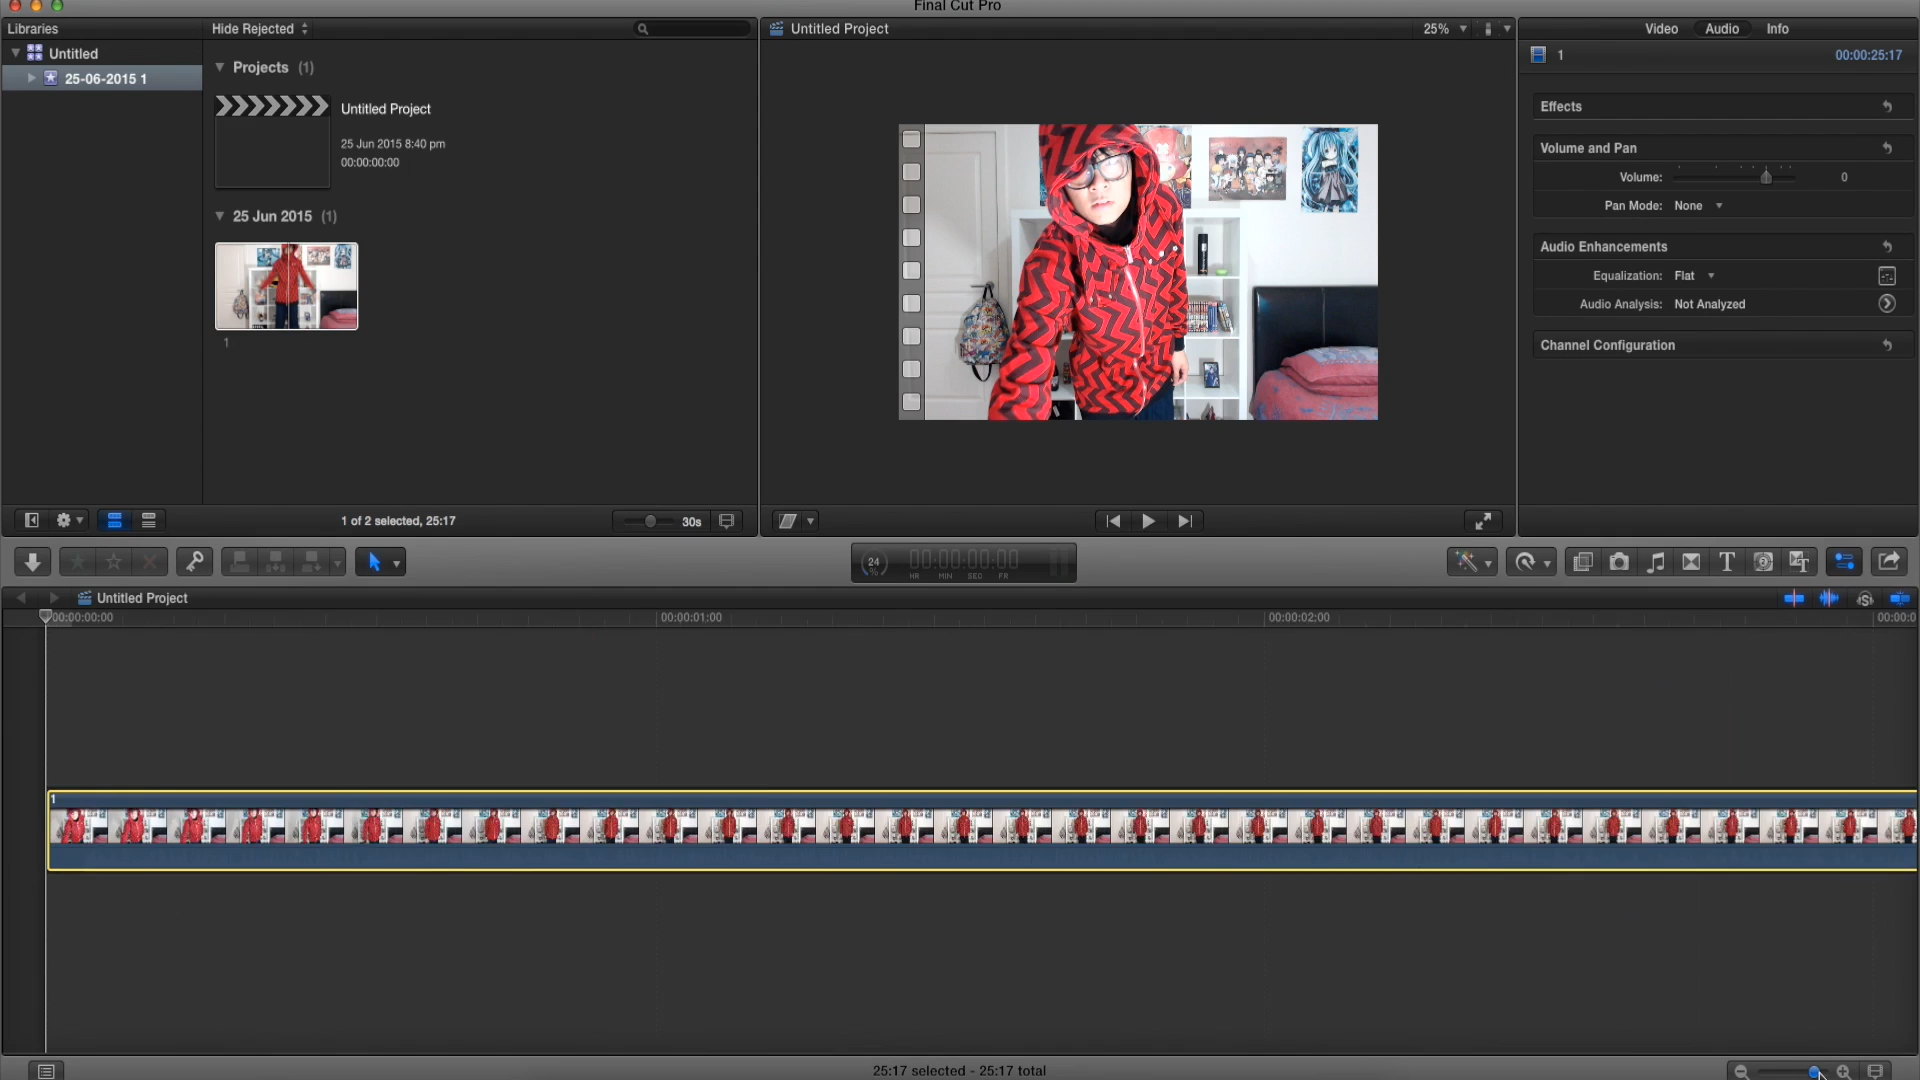 Final Cut Pro
Libraries
Hide Rejected
Untitled Project
25%
Video Audio Info
Untitled
25-06-2015 1
Projects (1)
Untitled Project
25 Jun 2015 8:40 pm
00:00:00:00
25 Jun 2015 (1)
1
1 00:00:25:17
Effects
Volume and Pan
Volume: 0
Pan Mode: None
Audio Enhancements
Equalization: Flat
Audio Analysis: Not Analyzed
Channel Configuration
1 of 2 selected, 25:17
30s
24
%
00:00:00:00
HR MIN SEC FR
Untitled Project
00:00:00:00 00:00:01:00 00:00:02:00 00:00:0
1
25:17 selected - 25:17 total